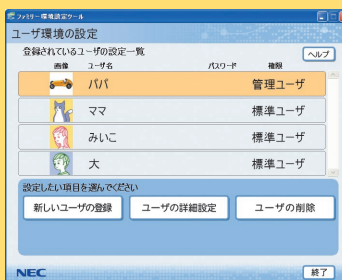 ファミリー環境設定ツール
ユーザ環境の設定
登録されているユーザの設定一覧
ヘルプ
画像 ユーザ名 パスワード 権限
パパ 管理ユーザ
ママ 標準ユーザ
みいこ 標準ユーザ
大 標準ユーザ
設定したい項目を選んでください
新しいユーザの登録 ユーザの詳細設定 ユーザの削除
NEC 終了